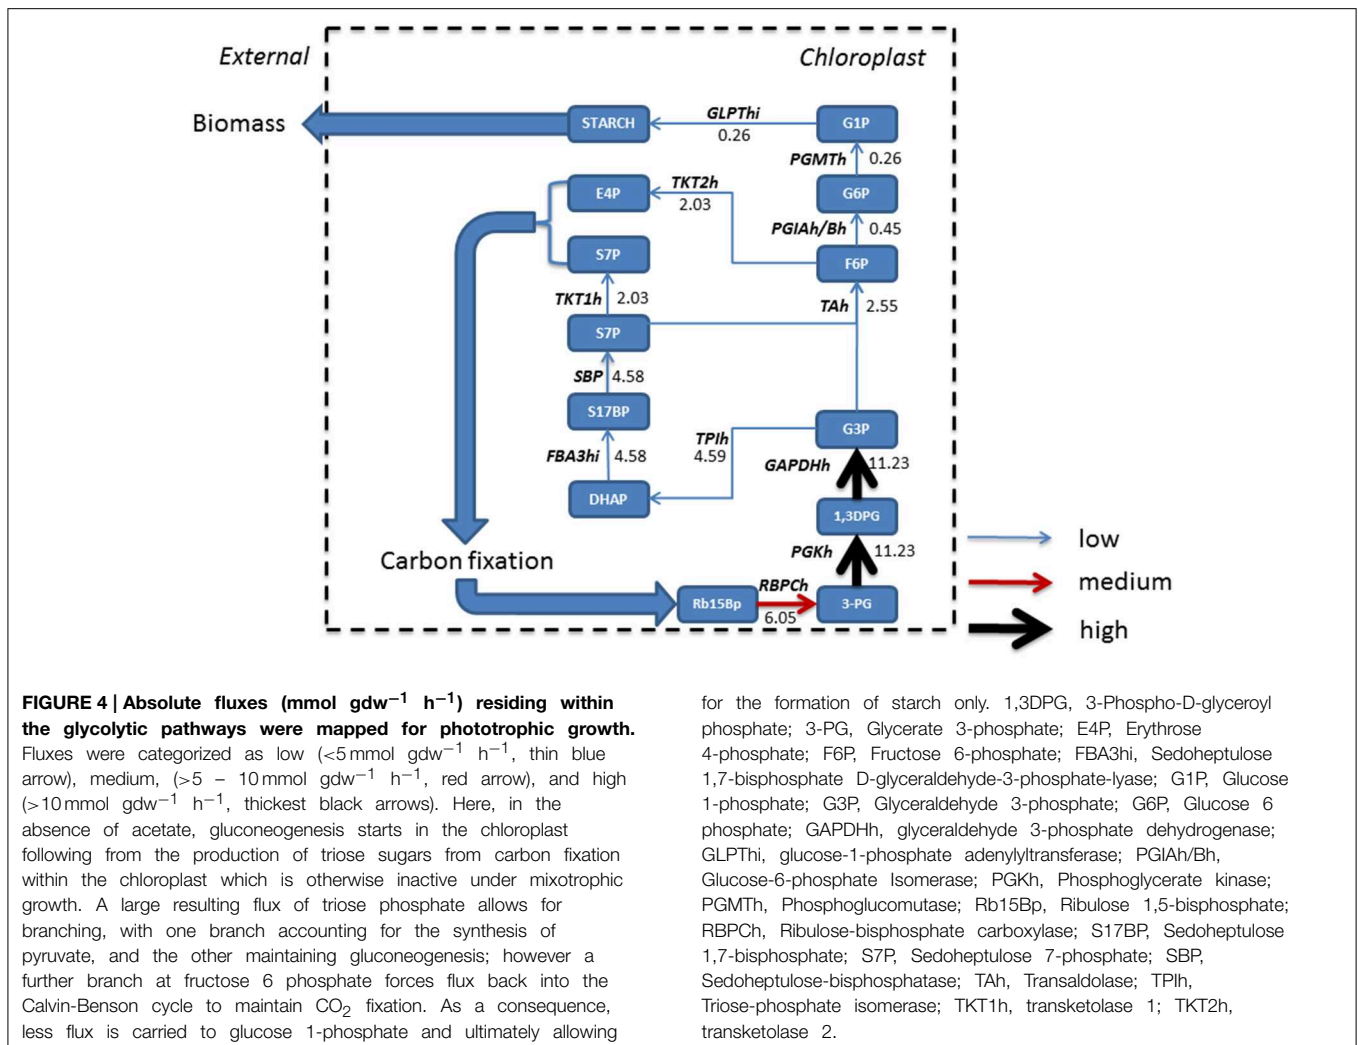 External
Chloroplast
Biomass
STARCH
GLPThi
0.26
G1P
PGMTh
0.26
E4P
TKT2h
2.03
G6P
PGIAh/Bh
0.45
S7P
F6P
TKT1h
2.03
TAh
2.55
S7P
SBP
4.58
S17BP
TPIh
4.59
G3P
FBA3hi
4.58
GAPDHh
11.23
DHAP
1,3DPG
low
Carbon fixation
PGKh
11.23
RBPCh
medium
Rb15Bp
6.05
3-PG
high
FIGURE 4 | Absolute fluxes (mmol gdw⁻¹ h⁻¹) residing within
the glycolytic pathways were mapped for phototrophic growth.
Fluxes were categorized as low (<5 mmol gdw⁻¹ h⁻¹, thin blue
arrow), medium, (>5 – 10 mmol gdw⁻¹ h⁻¹, red arrow), and high
(>10 mmol gdw⁻¹ h⁻¹, thickest black arrows). Here, in the
absence of acetate, gluconeogenesis starts in the chloroplast
following from the production of triose sugars from carbon fixation
within the chloroplast which is otherwise inactive under mixotrophic
growth. A large resulting flux of triose phosphate allows for
branching, with one branch accounting for the synthesis of
pyruvate, and the other maintaining gluconeogenesis; however a
further branch at fructose 6 phosphate forces flux back into the
Calvin-Benson cycle to maintain CO₂ fixation. As a consequence,
less flux is carried to glucose 1-phosphate and ultimately allowing
for the formation of starch only. 1,3DPG, 3-Phospho-D-glyceroyl
phosphate; 3-PG, Glycerate 3-phosphate; E4P, Erythrose
4-phosphate; F6P, Fructose 6-phosphate; FBA3hi, Sedoheptulose
1,7-bisphosphate D-glyceraldehyde-3-phosphate-lyase; G1P, Glucose
1-phosphate; G3P, Glyceraldehyde 3-phosphate; G6P, Glucose 6
phosphate; GAPDHh, glyceraldehyde 3-phosphate dehydrogenase;
GLPThi, glucose-1-phosphate adenylyltransferase; PGIAh/Bh,
Glucose-6-phosphate Isomerase; PGKh, Phosphoglycerate kinase;
PGMTh, Phosphoglucomutase; Rb15Bp, Ribulose 1,5-bisphosphate;
RBPCh, Ribulose-bisphosphate carboxylase; S17BP, Sedoheptulose
1,7-bisphosphate; S7P, Sedoheptulose 7-phosphate; SBP,
Sedoheptulose-bisphosphatase; TAh, Transaldolase; TPIh,
Triose-phosphate isomerase; TKT1h, transketolase 1; TKT2h,
transketolase 2.